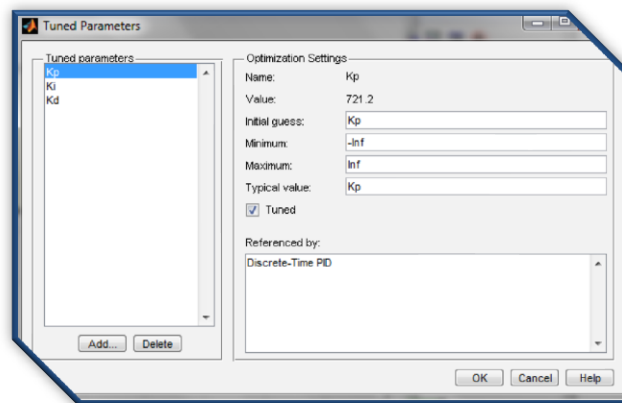 Tuned Parameters
Tuned parameters
Kp
Ki
Kd
Add...
Delete
Optimization Settings
Name: Kp
Value: 721.2
Initial guess: Kp
Minimum: -Inf
Maximum: Inf
Typical value: Kp
Tuned
Referenced by:
Discrete-Time PID
OK Cancel Help